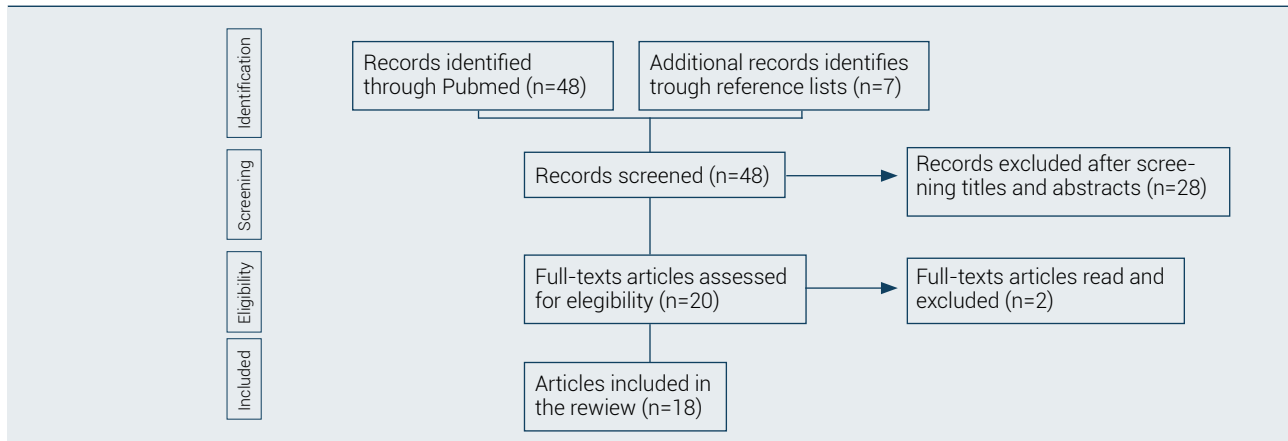 Identification
Records identified
through Pubmed (n=48)
Additional records identifies
trough reference lists (n=7)
Screening
Records screened (n=48)
Records excluded after scree-
ning titles and abstracts (n=28)
Eligibility
Full-texts articles assessed
for elegibility (n=20)
Full-texts articles read and
excluded (n=2)
Included
Articles included in
the rewiew (n=18)